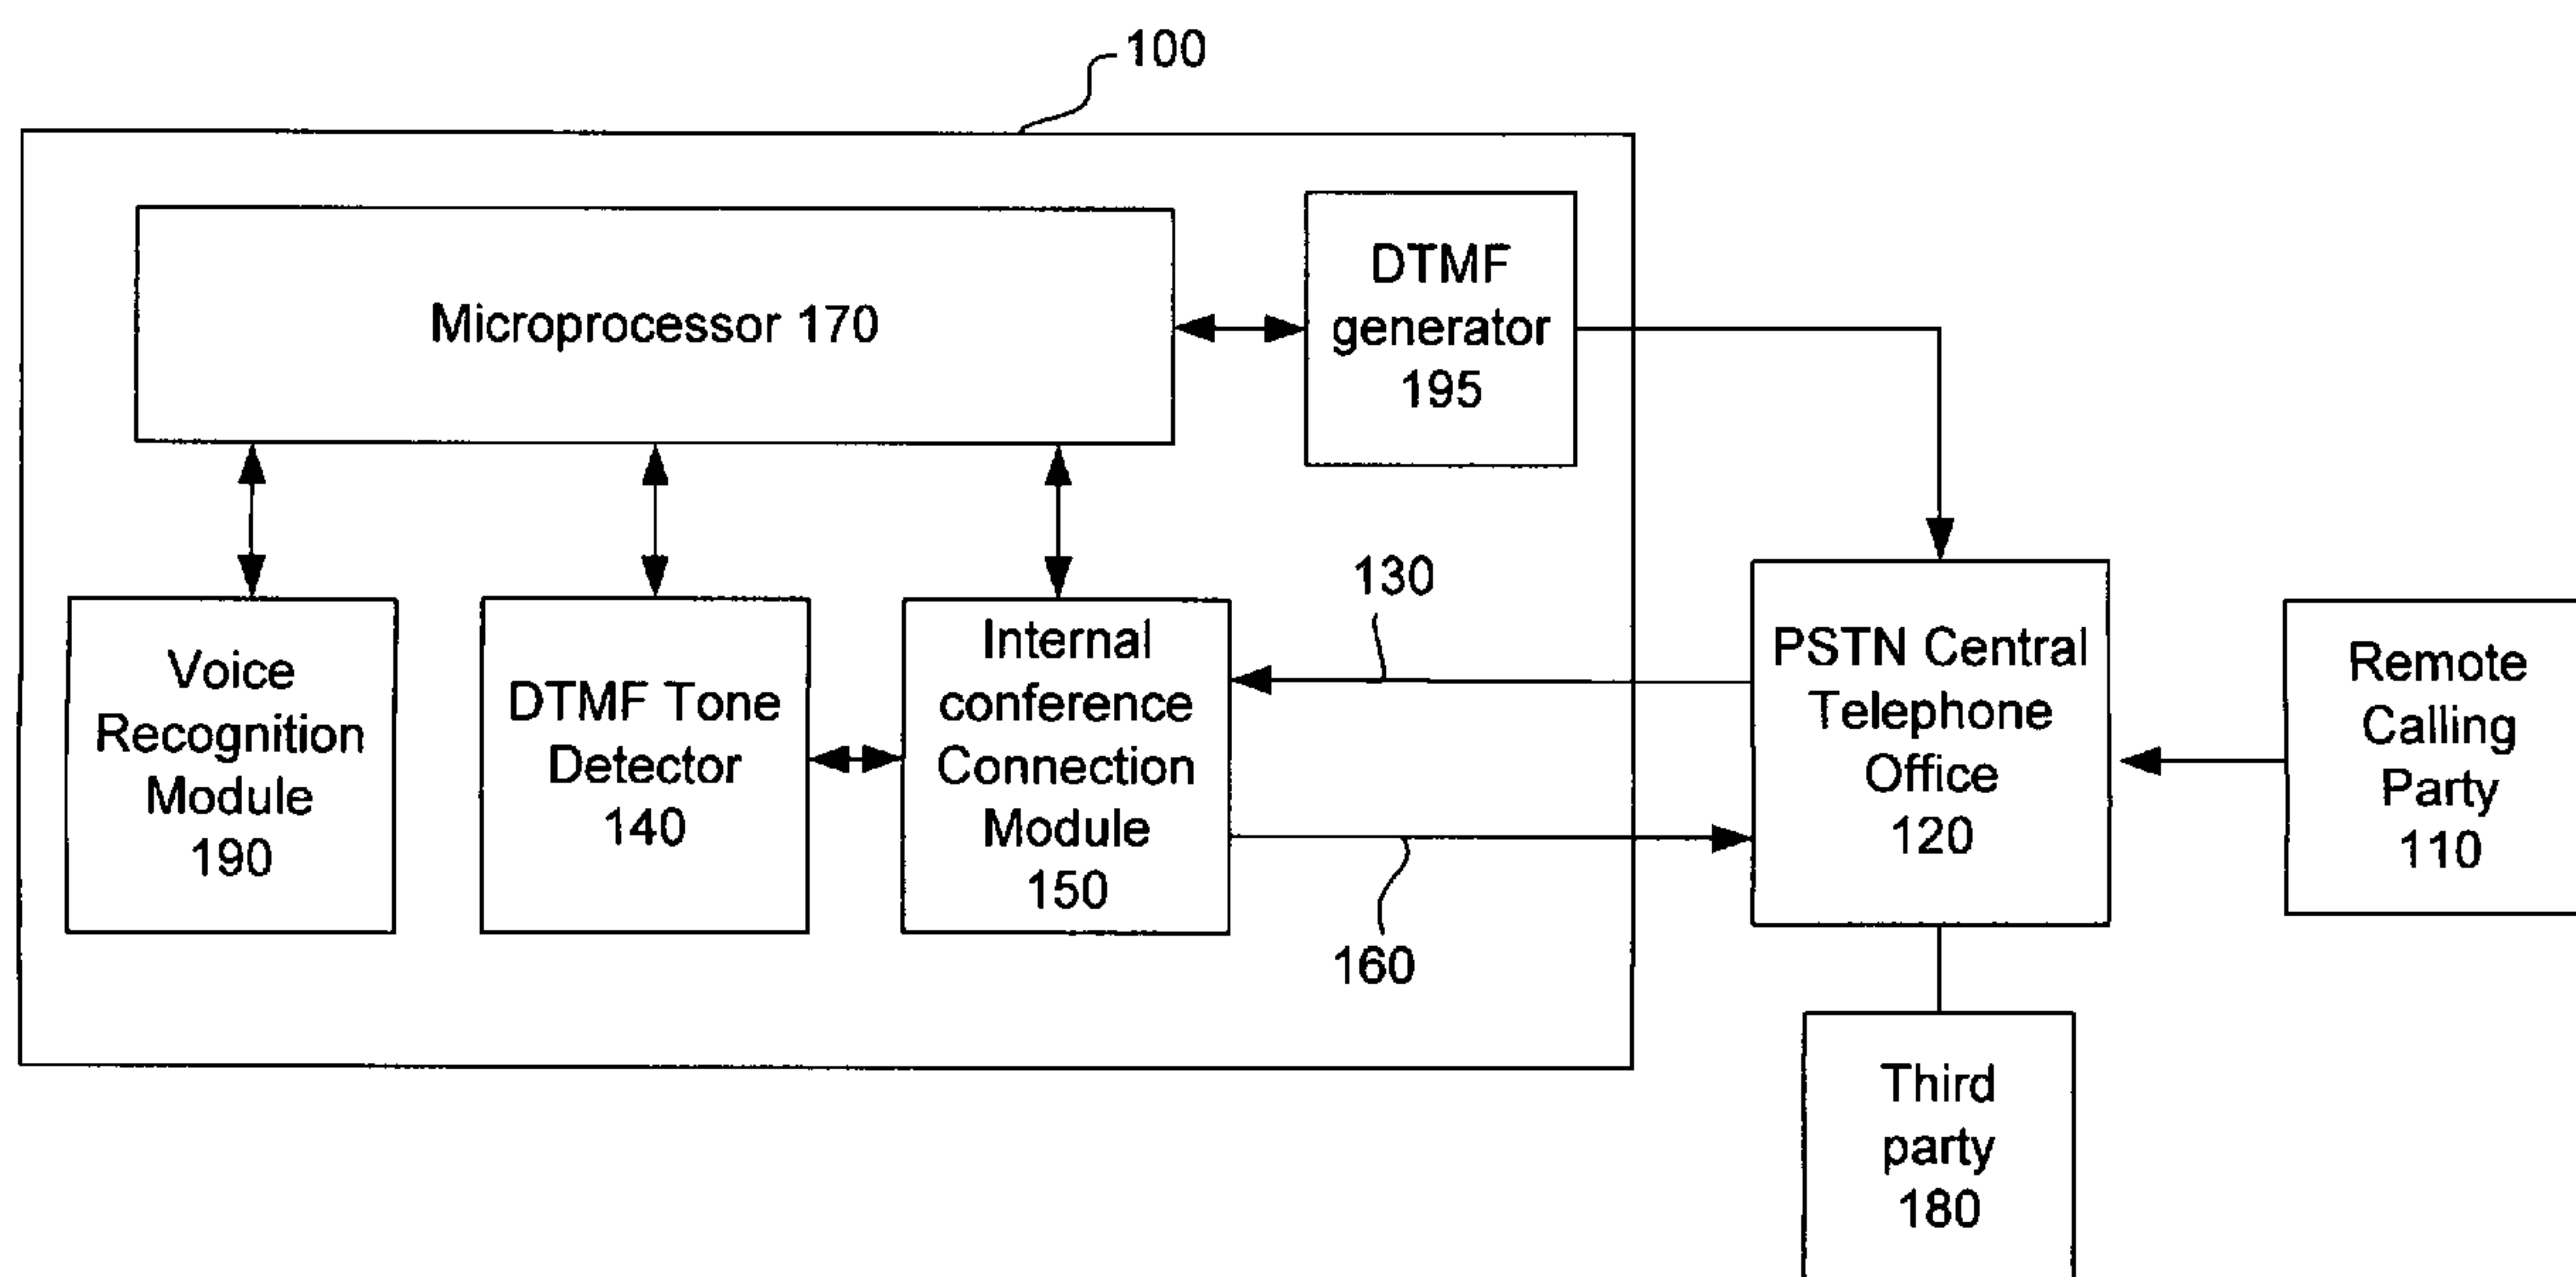 100
Microprocessor 170
DTMF
generator
195
130
Voice
Recognition
Module
190
DTMF Tone
Detector
140
Internal
conference
Connection
Module
150
160
PSTN Central
Telephone
Office
120
Remote
Calling
Party
110
Third
party
180